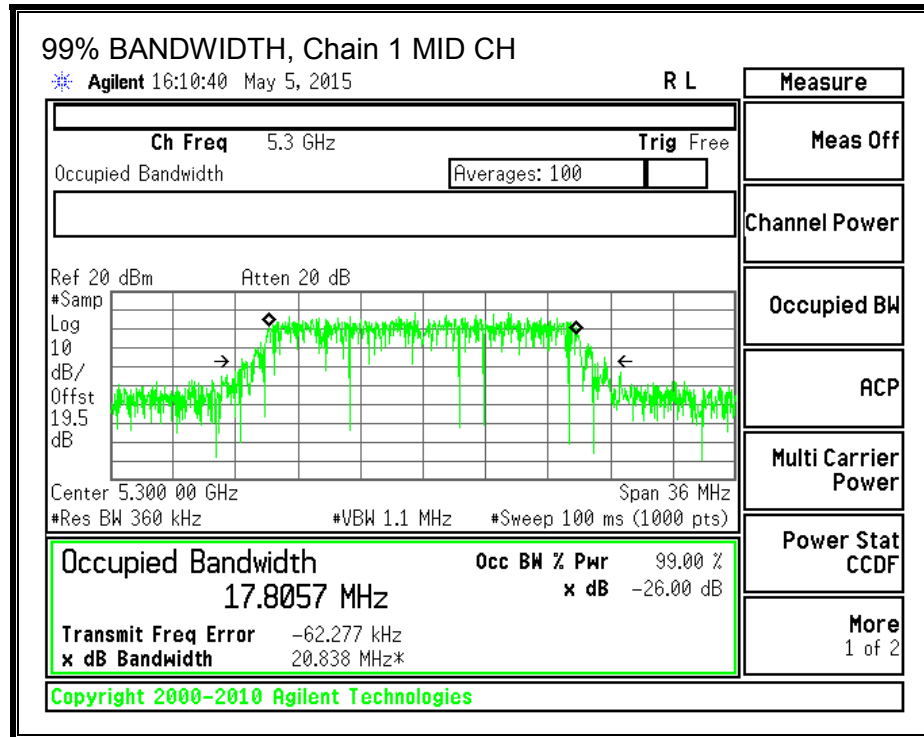 99% BANDWIDTH, Chain 1 MID CH
Agilent 16:10:40 May 5, 2015 R L
Measure
Ch Freq 5.3 GHz Trig Free
Meas Off
Occupied Bandwidth Averages: 100
Channel Power
Ref 20 dBm Atten 20 dB
#Samp
Log
10
dB/
Offst
19.5
dB
Occupied BW
ACP
Multi Carrier
Power
Center 5.300 00 GHz Span 36 MHz
#Res BW 360 kHz #VBW 1.1 MHz #Sweep 100 ms (1000 pts)
Power Stat
CCDF
Occupied Bandwidth Occ BW % Pwr 99.00 %
17.8057 MHz x dB -26.00 dB
Transmit Freq Error -62.277 kHz
x dB Bandwidth 20.838 MHz*
More
1 of 2
Copyright 2000-2010 Agilent Technologies